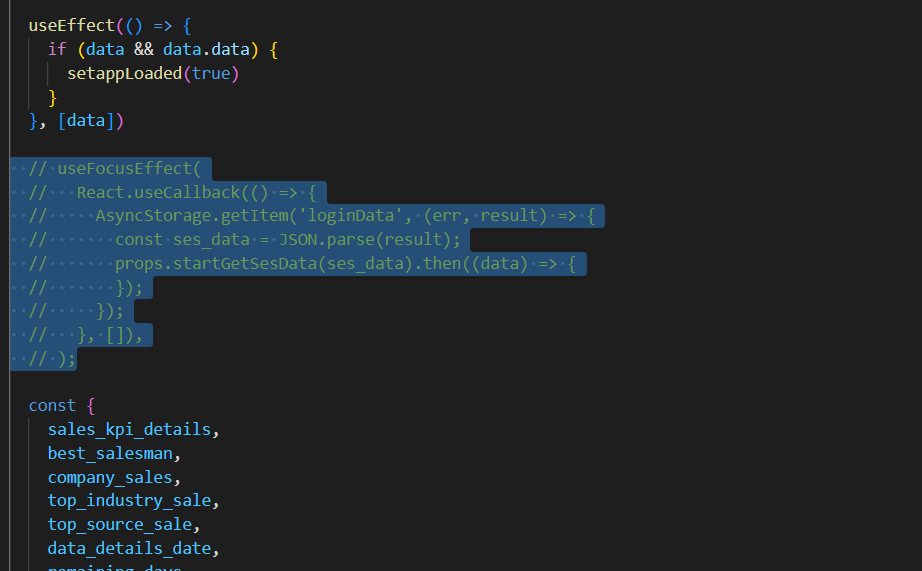 useEffect(() => {
if (data && data.data) {
setappLoaded(true)
}
}, [data])
// useFocusEffect(
// React.useCallback(() => {
// AsyncStorage.getItem('loginData', (err, result) => {
// const ses_data = JSON.parse(result);
// props.startGetSesData(ses_data).then((data) => {
// });
// });
// }, []),
// );
const {
sales_kpi_details,
best_salesman,
company_sales,
top_industry_sale,
top_source_sale,
data_details_date,